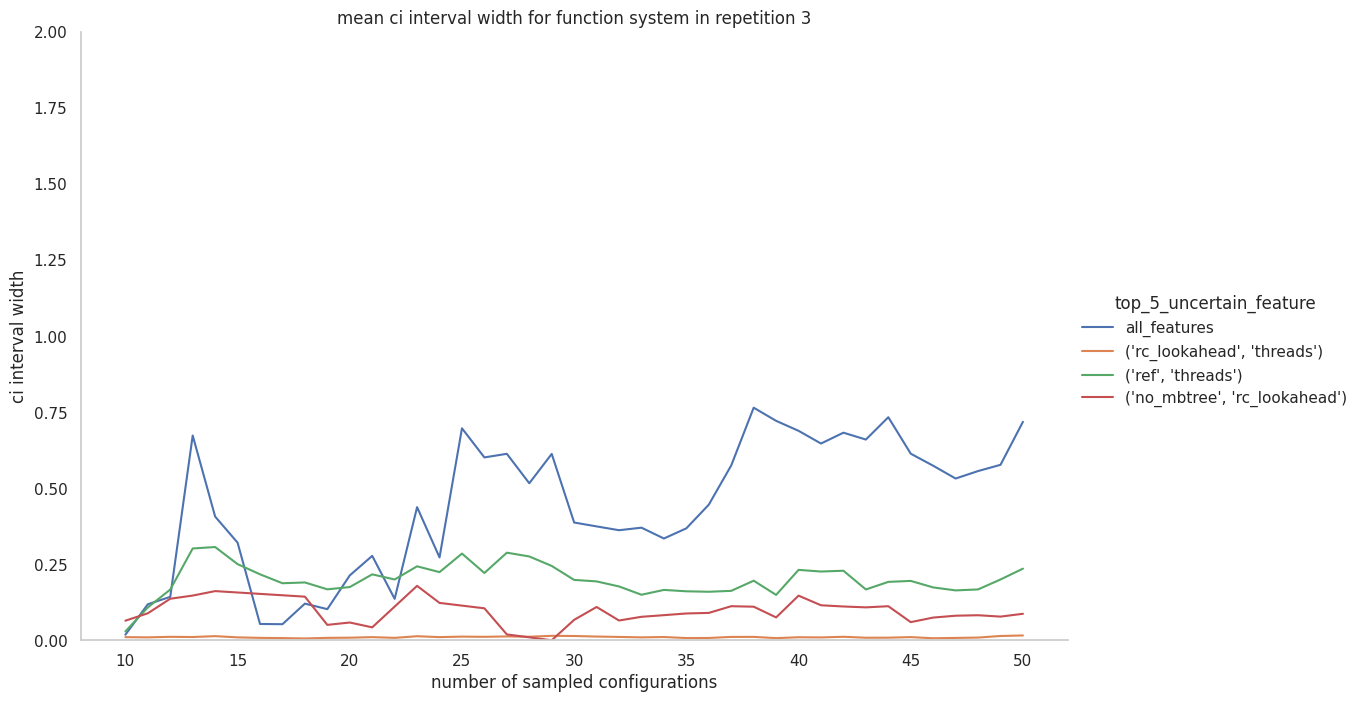 mean ci interval width for function system in repetition 3
2.00
1.75
1.50
1.25
1.00
0.75
0.50
0.25
0.00
ci interval width
10 15 20 25 30 35 40 45 50
number of sampled configurations
top_5_uncertain_feature
all_features
('rc_lookahead', 'threads')
('ref', 'threads')
('no_mbtree', 'rc_lookahead')